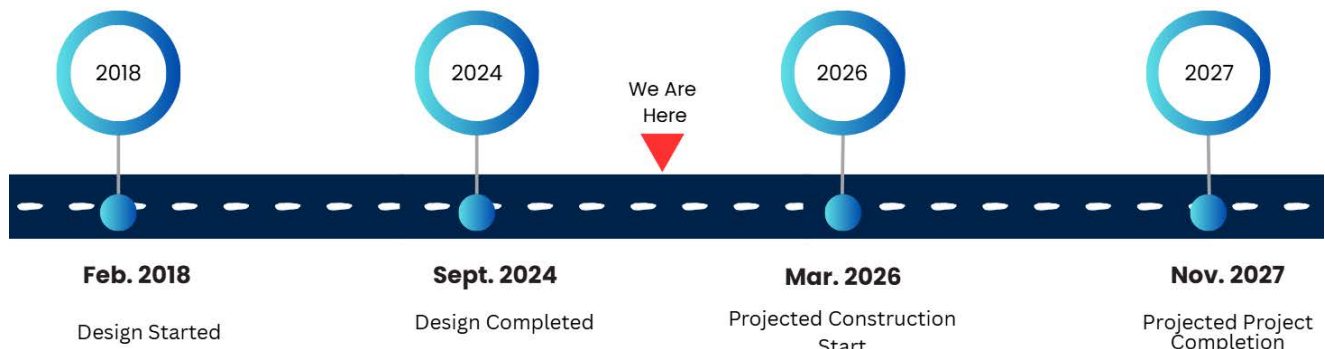 2018
2024
We Are
Here
2026
2027
Feb. 2018
Sept. 2024
Mar. 2026
Nov. 2027
Design Started
Design Completed
Projected Construction
Start
Projected Project
Completion